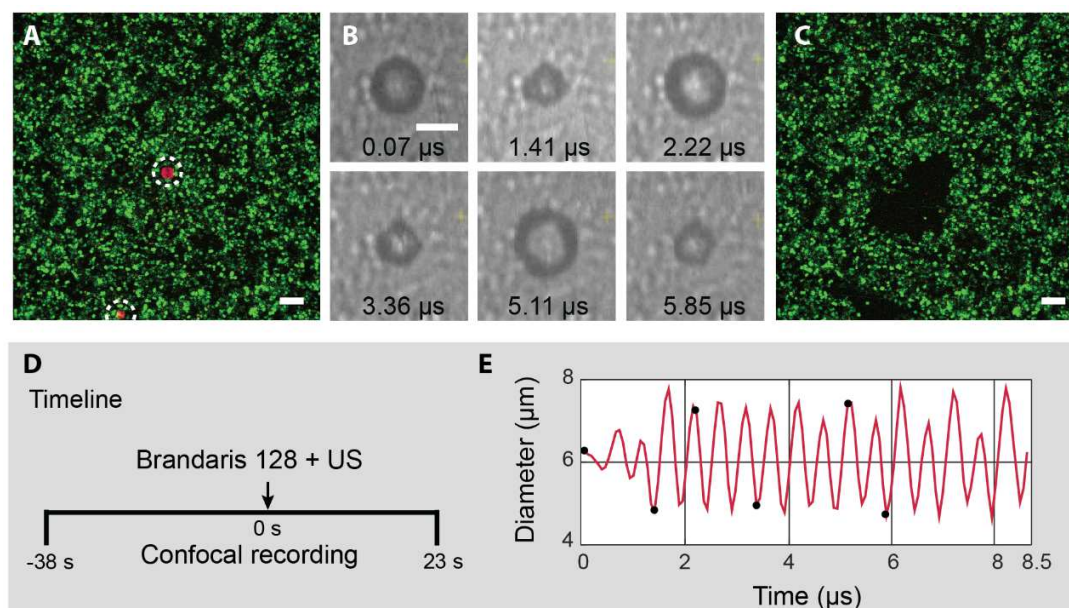 A
B
C
0.07 µs
1.41 µs
2.22 µs
3.36 µs
5.11 µs
5.85 µs
D
Timeline
Brandaris 128 + US
0 s
Confocal recording
-38 s
23 s
E
Diameter (µm)
8
6
4
0
2
4
6
8
8.5
Time (µs)